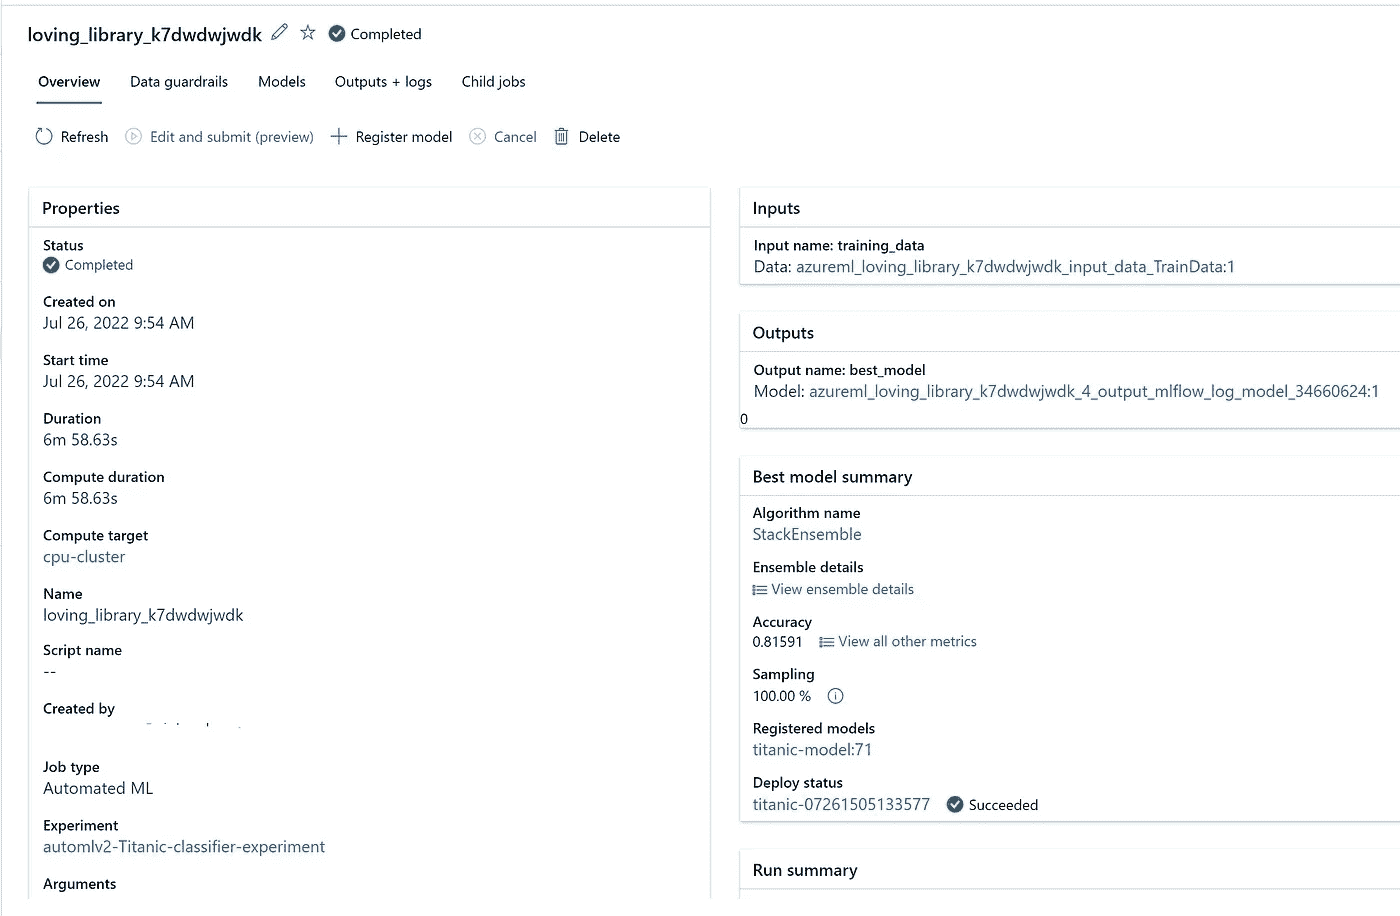 loving_library_k7dwdwjwdk Completed
Overview Data guardrails Models Outputs + logs Child jobs
Refresh Edit and submit (preview) Register model Cancel Delete
Properties
Status
Completed
Created on
Jul 26, 2022 9:54 AM
Start time
Jul 26, 2022 9:54 AM
Duration
6m 58.63s
Compute duration
6m 58.63s
Compute target
cpu-cluster
Name
loving_library_k7dwdwjwdk
Script name
--
Created by
Job type
Automated ML
Experiment
automlv2-Titanic-classifier-experiment
Arguments
Inputs
Input name: training_data
Data: azureml_loving_library_k7dwdwjwdk_input_data_TrainData:1
Outputs
Output name: best_model
Model: azureml_loving_library_k7dwdwjwdk_4_output_mlflow_log_model_34660624:1
0
Best model summary
Algorithm name
StackEnsemble
Ensemble details
View ensemble details
Accuracy
0.81591 View all other metrics
Sampling
100.00 %
Registered models
titanic-model:71
Deploy status
titanic-07261505133577 Succeeded
Run summary